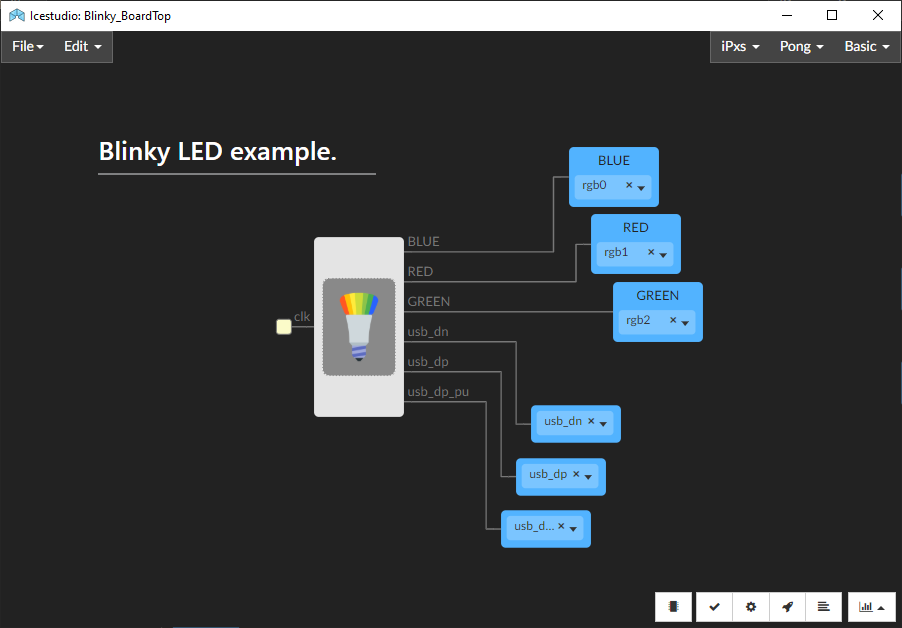 Icestudio: Blinky_BoardTop
File Edit iPxs Pong Basic
Blinky LED example.
BLUE
rgb0
RED
rgb1
GREEN
rgb2
clk
BLUE
RED
GREEN
usb_dn
usb_dp
usb_dp_pu
usb_dn
usb_dp
usb_d...